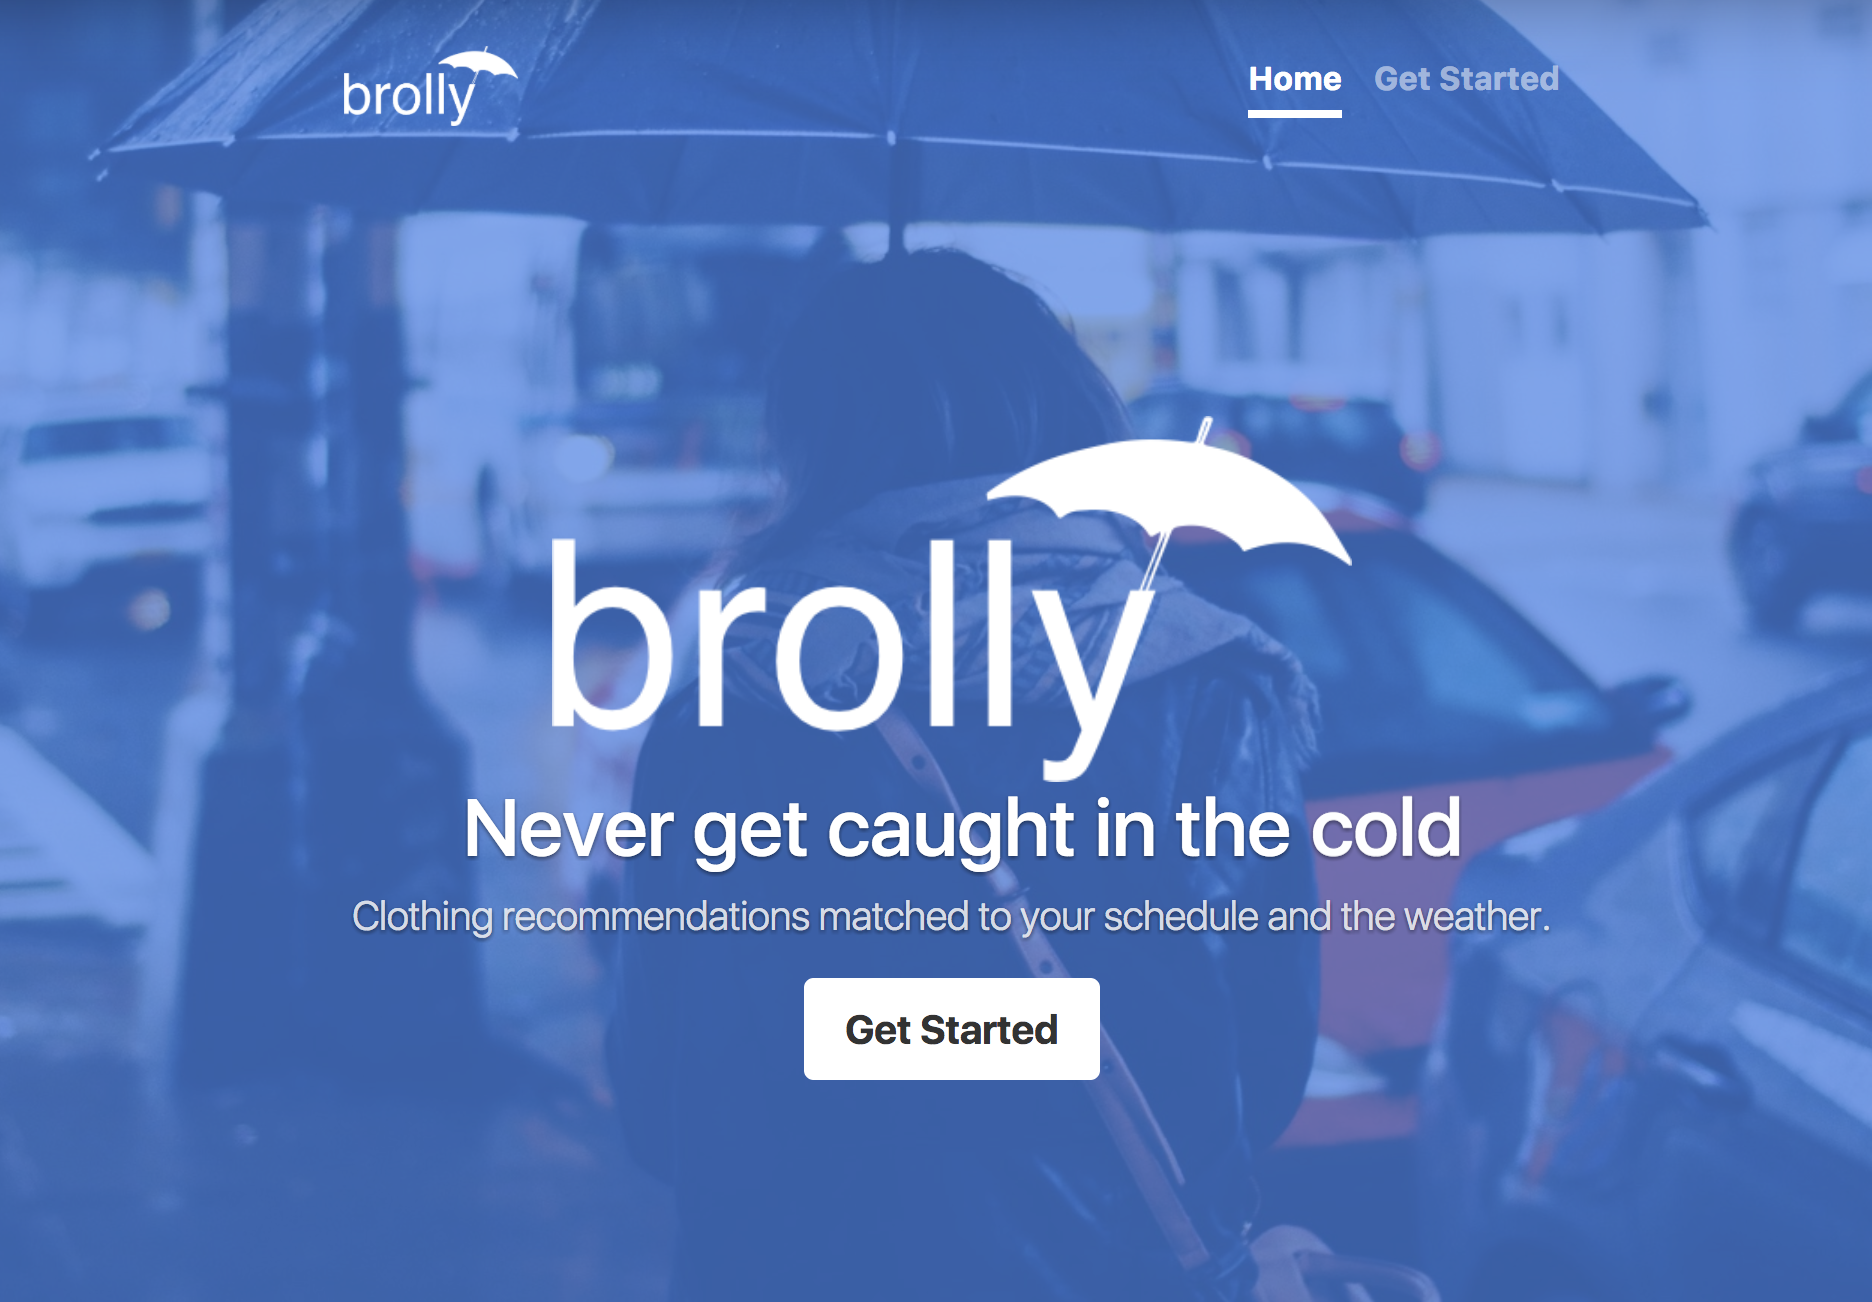 brolly
Home Get Started
brolly
Never get caught in the cold
Clothing recommendations matched to your schedule and the weather.
Get Started